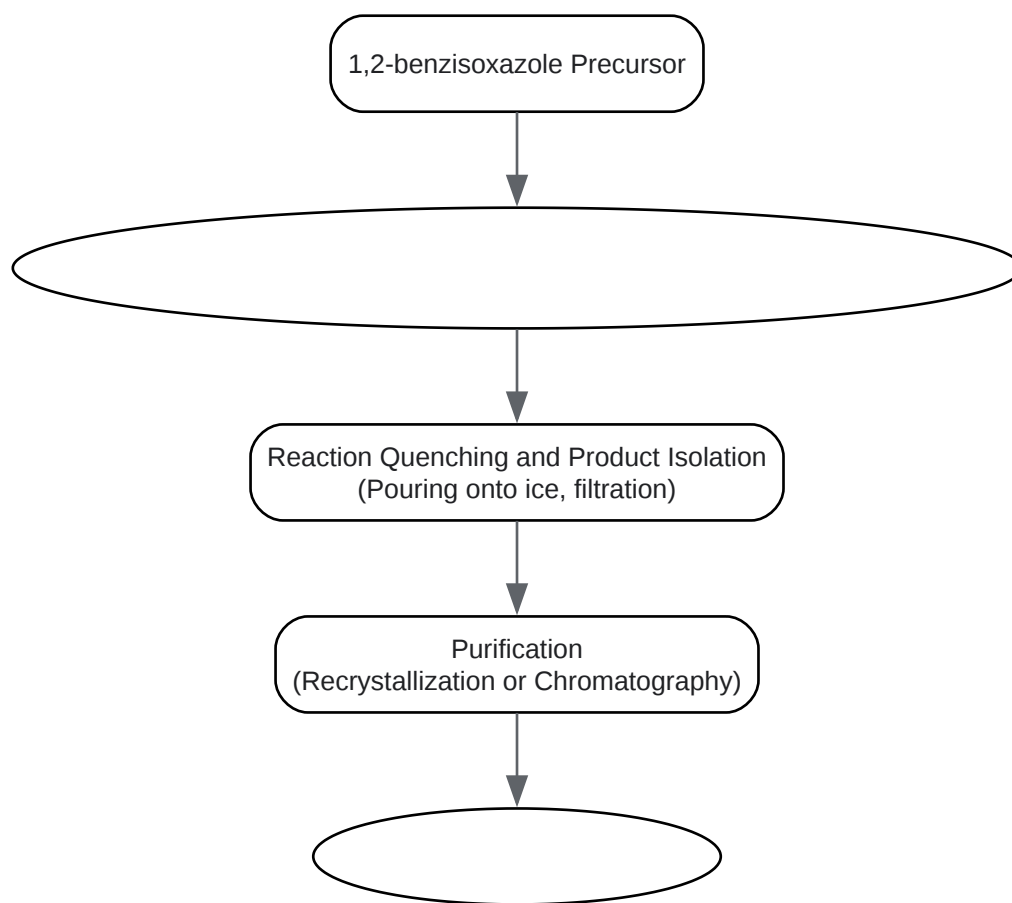 1,2-benzisoxazole Precursor
Reaction Quenching and Product Isolation
(Pouring onto ice, filtration)
Purification
(Recrystallization or Chromatography)